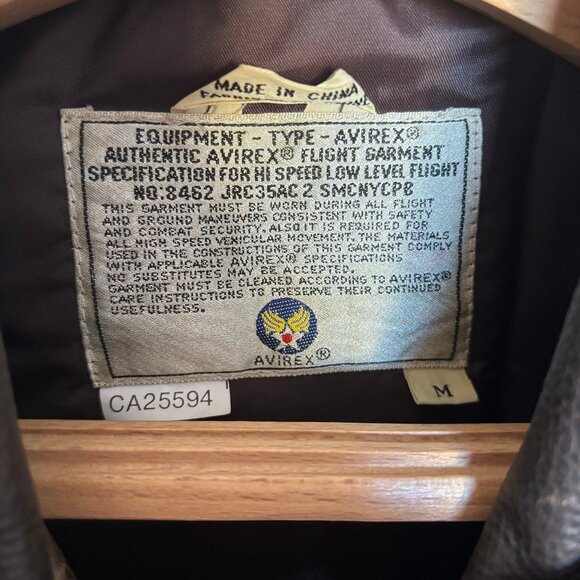 MADE IN CHINA
EQUIPMENT - TYPE - AVIREX®
AUTHENTIC AVIREX® FLIGHT GARMENT
SPECIFICATION FOR HI SPEED LOW LEVEL FLIGHT
NO:8462 JRC35AC 2 SMCNYCPB
THIS GARMENT MUST BE WORN DURING ALL FLIGHT
AND GROUND MANEUVERS CONSISTENT WITH SAFETY
AND COMBAT SECURITY. ALSO IT IS REQUIRED FOR
ALL HIGH SPEED VEHICULAR MOVEMENT. THE MATERIALS
USED IN THE CONSTRUCTIONS OF THIS GARMENT COMPLY
WITH APPLICABLE AVIREX® SPECIFICATIONS
NO SUBSTITUTES MAY BE ACCEPTED.
GARMENT MUST BE CLEANED ACCORDING TO AVIREX®
CARE INSTRUCTIONS TO PRESERVE THEIR CONTINUED
USEFULNESS.
AVIREX®
M
CA25594